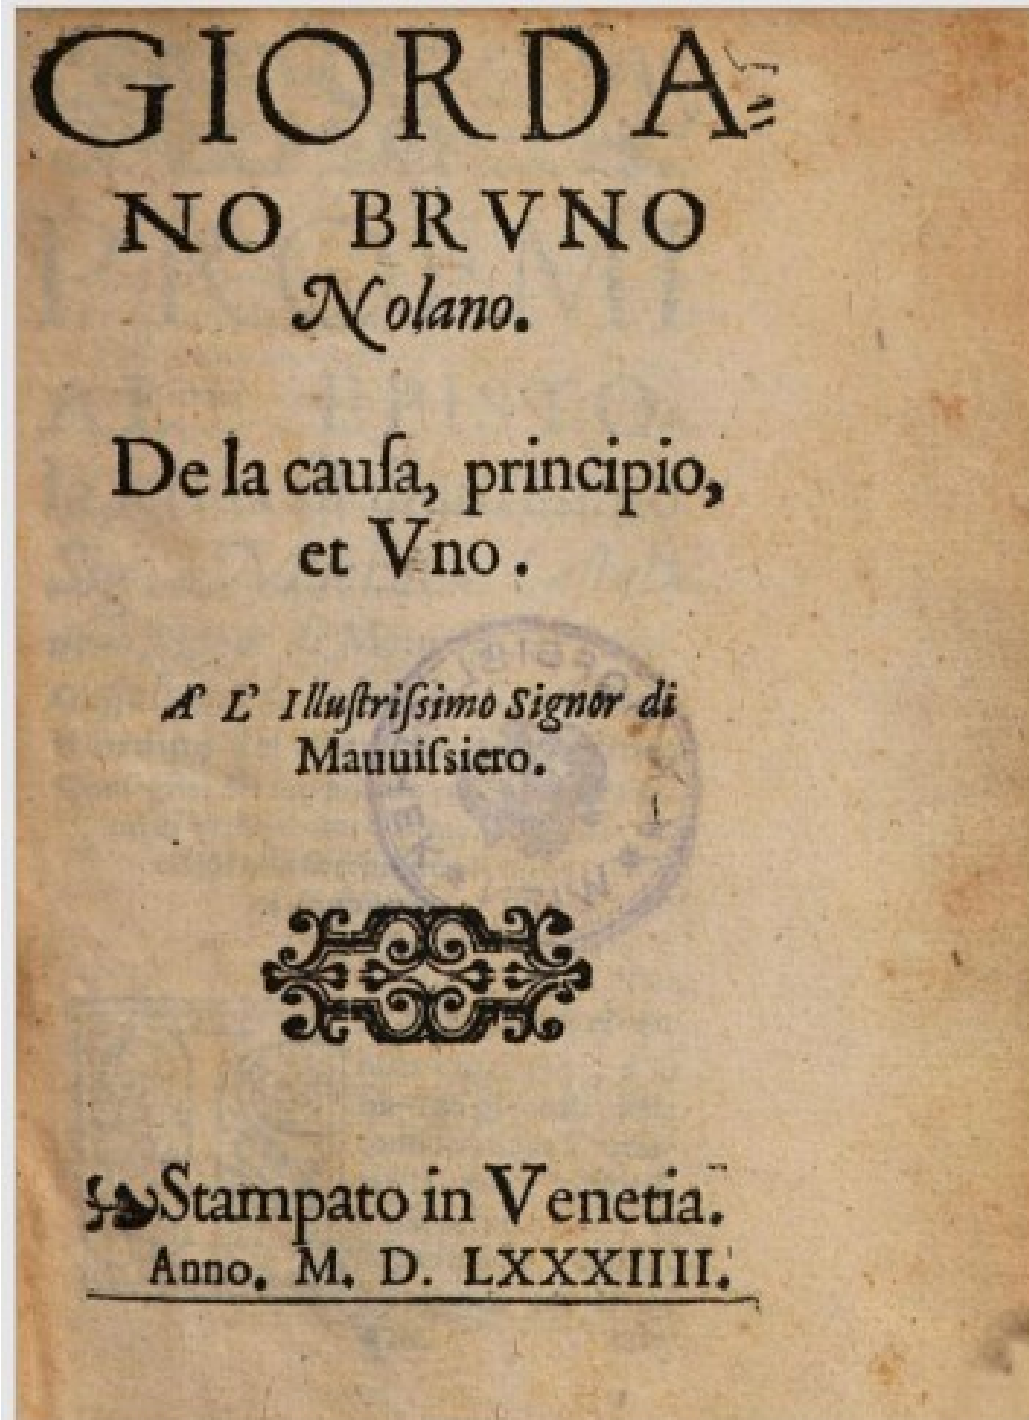 GIORDA=
NO BRVNO
Nolano.
De la cauſa, principio,
et Vno.
A L' Illuſtriſsimo Signor di
Mauuiſsiero.
Stampato in Venetia.
Anno. M. D. LXXXIIII.